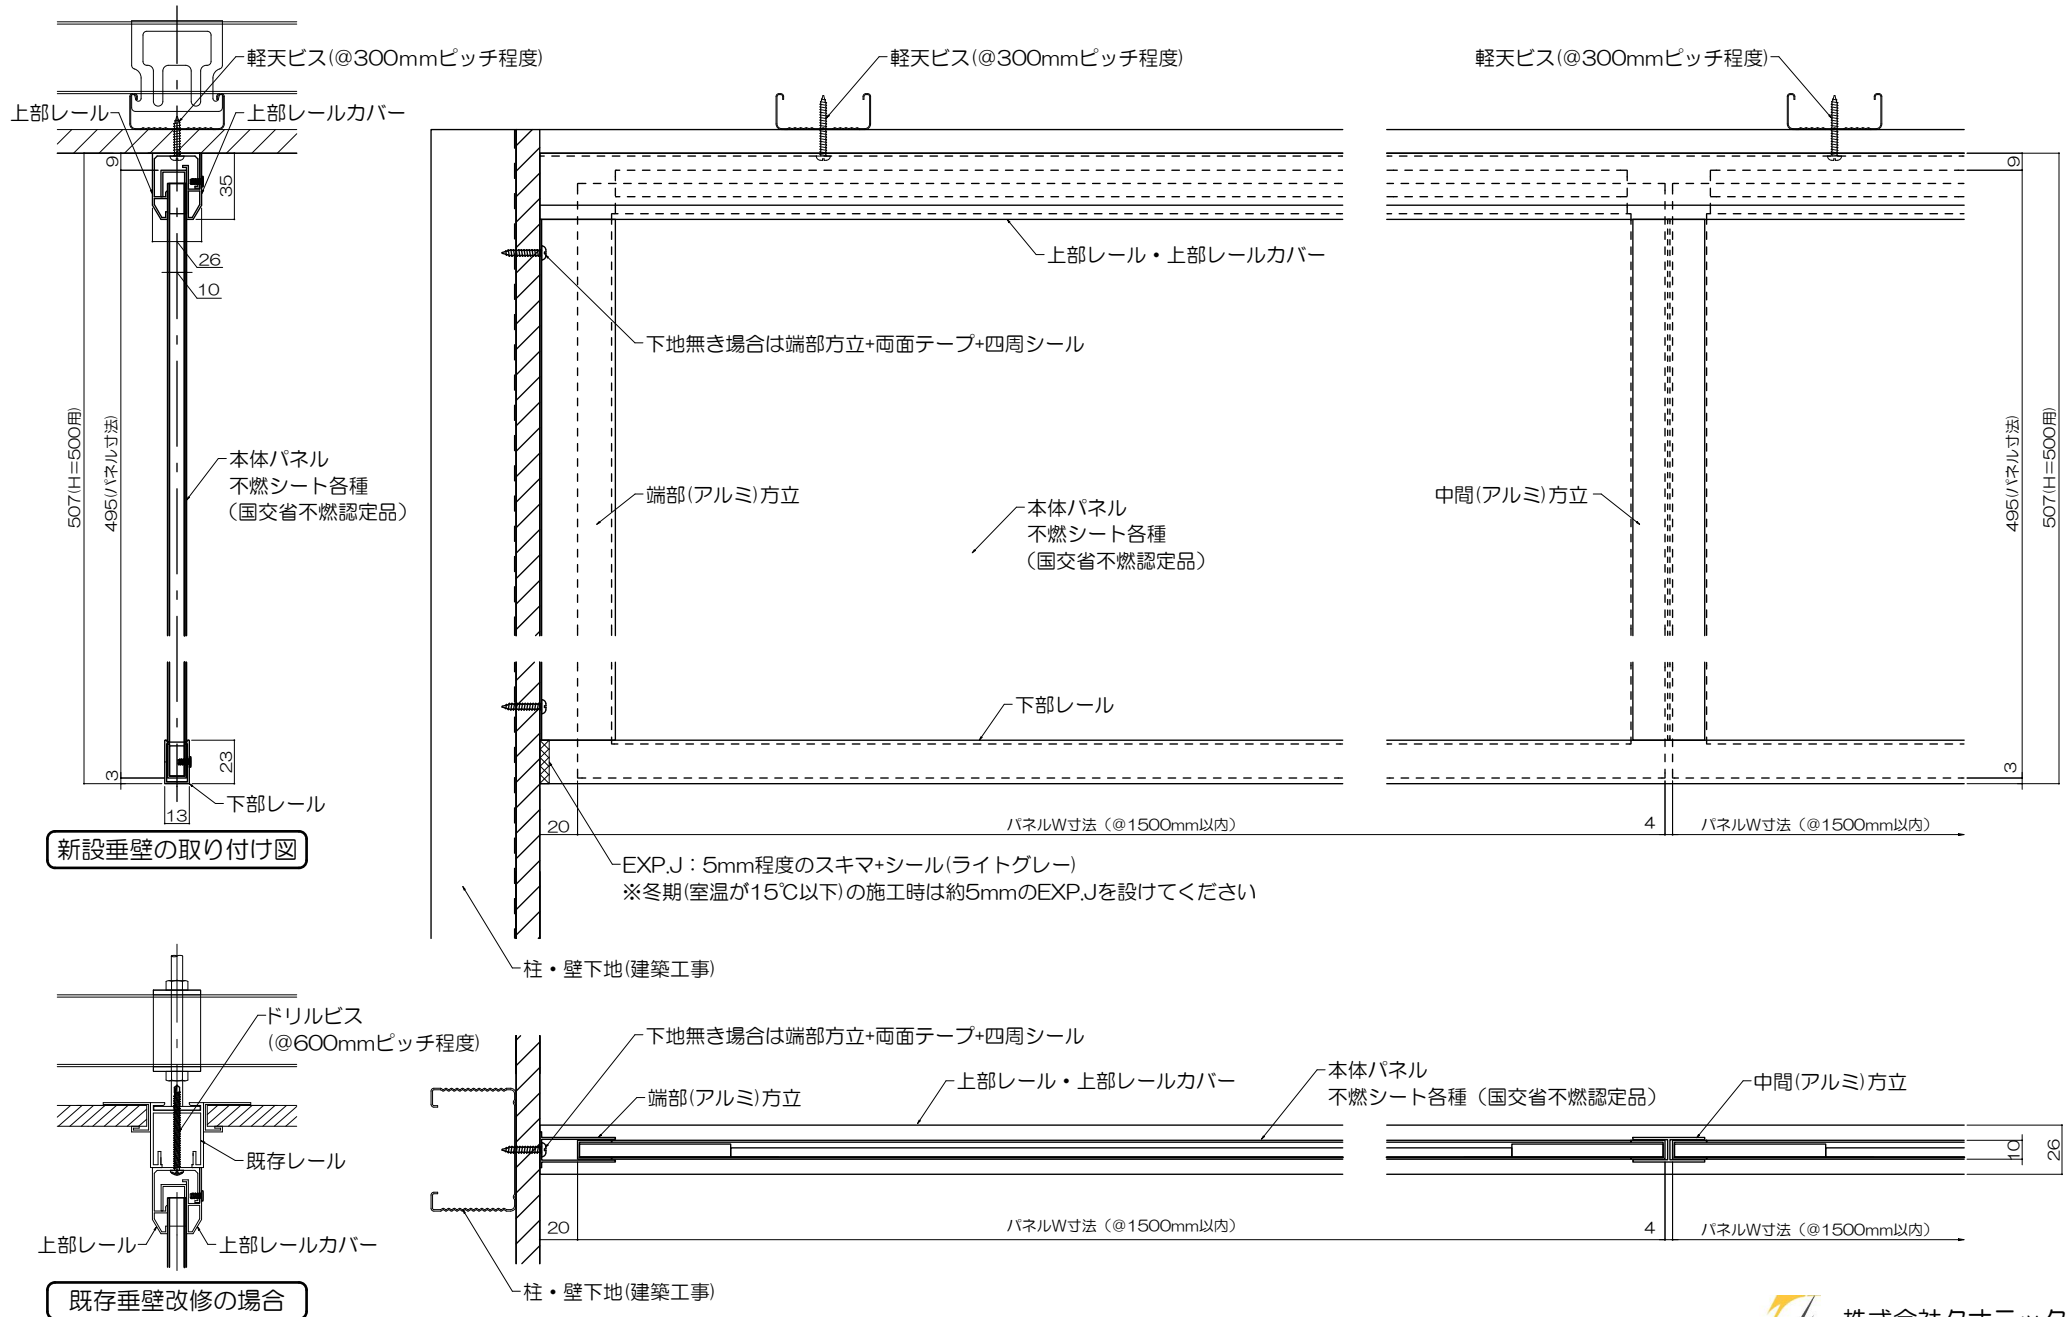 軽天ビス(@300mmピッチ程度)
軽天ビス(@300mmピッチ程度)
軽天ビス(@300mmピッチ程度)
上部レール
上部レールカバー
9
35
26
10
507(H=500用)
495(パネル寸法)
本体パネル
不燃シート各種
（国交省不燃認定品）
3
23
下部レール
13
新設垂壁の取り付け図
上部レール・上部レールカバー
下地無き場合は端部方立+両面テープ+四周シール
端部(アルミ)方立
本体パネル
不燃シート各種
（国交省不燃認定品）
中間(アルミ)方立
9
495(パネル寸法)
507(H=500用)
3
下部レール
20
パネルW寸法（@1500mm以内）
4
パネルW寸法（@1500mm以内）
EXP.J：5mm程度のスキマ+シール(ライトグレー)
※冬期(室温が15℃以下)の施工時は約5mmのEXP.Jを設けてください
柱・壁下地(建築工事)
ドリルビス
(@600mmピッチ程度)
既存レール
上部レール
上部レールカバー
既存垂壁改修の場合
下地無き場合は端部方立+両面テープ+四周シール
端部(アルミ)方立
上部レール・上部レールカバー
本体パネル
不燃シート各種（国交省不燃認定品）
中間(アルミ)方立
10
26
20
パネルW寸法（@1500mm以内）
4
パネルW寸法（@1500mm以内）
柱・壁下地(建築工事)